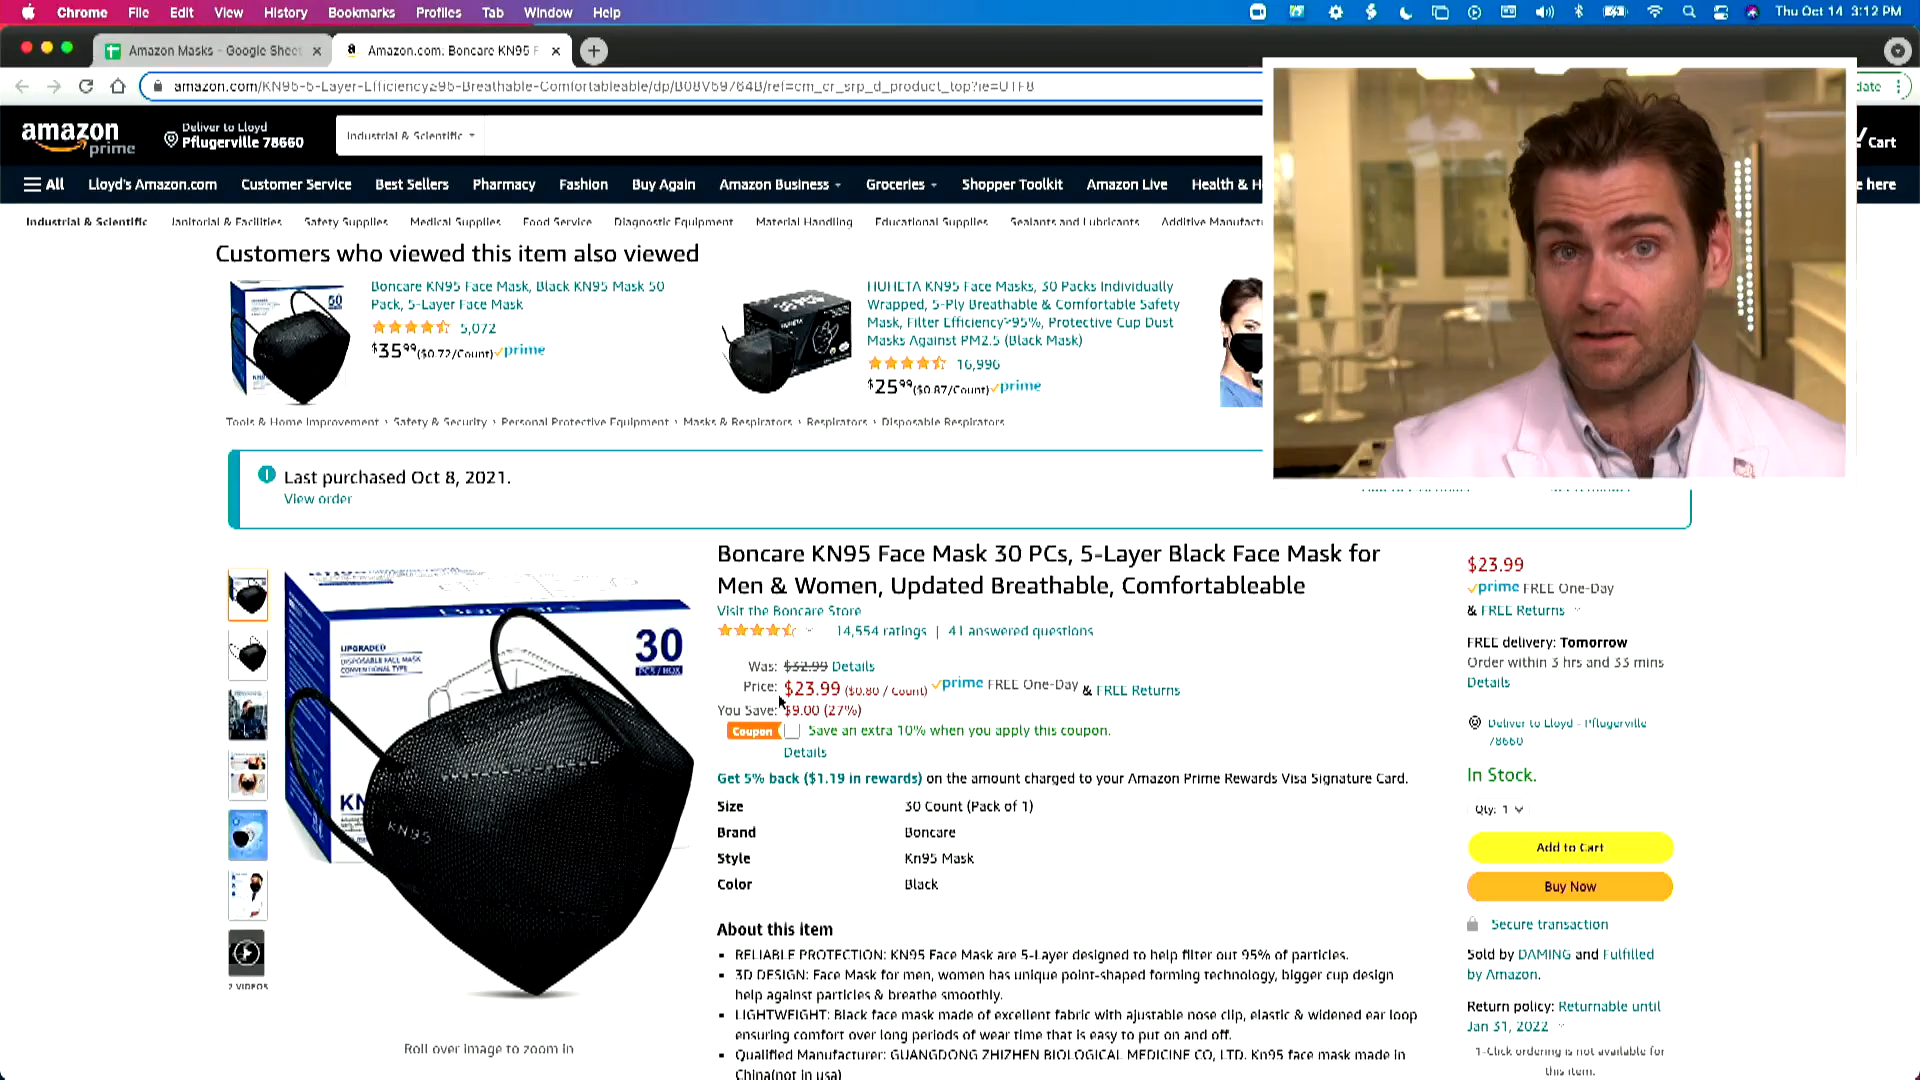 Chrome File Edit View History Bookmarks Profiles Tab Window Help
Thu Oct 14 3:12 PM
Amazon Masks - Google Sheet
Amazon.com: Boncare KN95 F
amazon.com/KN95-5-Layer-Efficiency≥95-Breathable-Comfortableable/dp/B08V59764B/ref=cm_cr_srp_d_product_top?ie=UTF8
date
amazon prime
Deliver to Lloyd
Pflugerville 78660
Industrial & Scientific
Cart
All Lloyd's Amazon.com Customer Service Best Sellers Pharmacy Fashion Buy Again Amazon Business Groceries Shopper Toolkit Amazon Live Health & H
e here
Industrial & Scientific Janitorial & Facilities Safety Supplies Medical Supplies Food Service Diagnostic Equipment Material Handling Educational Supplies Sealants and Lubricants Additive Manufact
Customers who viewed this item also viewed
50
Boncare KN95 Face Mask, Black KN95 Mask 50
Pack, 5-Layer Face Mask
5,072
$35.99 ($0.72/Count) prime
30 PCS
HUHETA KN95 Face Masks, 30 Packs Individually
Wrapped, 5-Ply Breathable & Comfortable Safety
Mask, Filter Efficiency>95%, Protective Cup Dust
Masks Against PM2.5 (Black Mask)
16,996
$25.99 ($0.87/Count) prime
Tools & Home Improvement › Safety & Security › Personal Protective Equipment › Masks & Respirators › Respirators › Disposable Respirators
Last purchased Oct 8, 2021.
View order
Boncare
UPGRADED
DISPOSABLE FACE MASK
CONVENTIONAL TYPE
30
PCS / BOX
KN
KN95
2 VIDEOS
Roll over image to zoom in
Boncare KN95 Face Mask 30 PCs, 5-Layer Black Face Mask for
Men & Women, Updated Breathable, Comfortableable
Visit the Boncare Store
14,554 ratings | 41 answered questions
Was: $32.99 Details
Price: $23.99 ($0.80 / Count) prime FREE One-Day & FREE Returns
You Save: $9.00 (27%)
Coupon Save an extra 10% when you apply this coupon.
Details
Get 5% back ($1.19 in rewards) on the amount charged to your Amazon Prime Rewards Visa Signature Card.
Size 30 Count (Pack of 1)
Brand Boncare
Style Kn95 Mask
Color Black
About this item
RELIABLE PROTECTION: KN95 Face Mask are 5-Layer designed to help filter out 95% of particles.
3D DESIGN: Face Mask for men, women has unique point-shaped forming technology, bigger cup design
help against particles & breathe smoothly.
LIGHTWEIGHT: Black face mask made of excellent fabric with ajustable nose clip, elastic & widened ear loop
ensuring comfort over long periods of wear time that is easy to put on and off.
Qualified Manufacturer: GUANGDONG ZHIZHEN BIOLOGICAL MEDICINE CO, LTD. Kn95 face mask made in
China(not in usa)
$23.99
prime FREE One-Day
& FREE Returns
FREE delivery: Tomorrow
Order within 3 hrs and 33 mins
Details
Deliver to Lloyd - Pflugerville
78660
In Stock.
Qty: 1
Add to Cart
Buy Now
Secure transaction
Sold by DAMING and Fulfilled
by Amazon.
Return policy: Returnable until
Jan 31, 2022
1-Click ordering is not available for
this item.